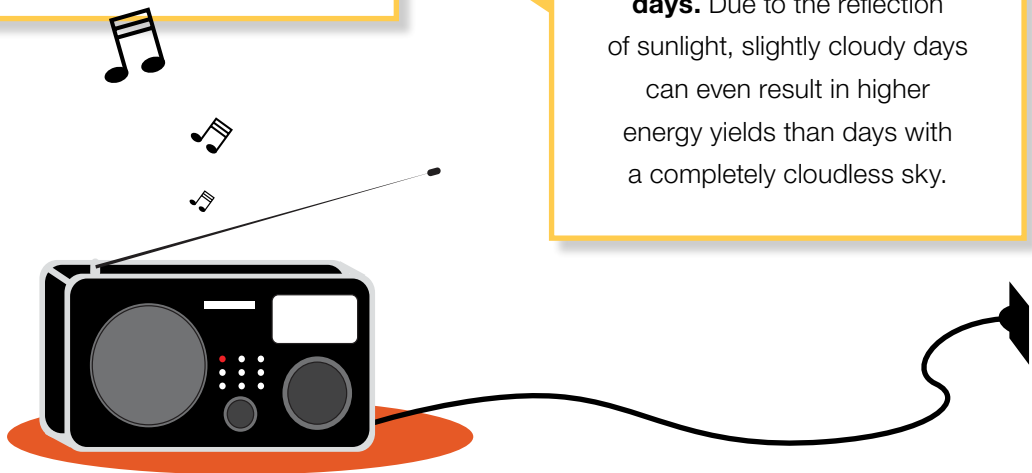 days. Due to the reflection
of sunlight, slightly cloudy days
can even result in higher
energy yields than days with
a completely cloudless sky.